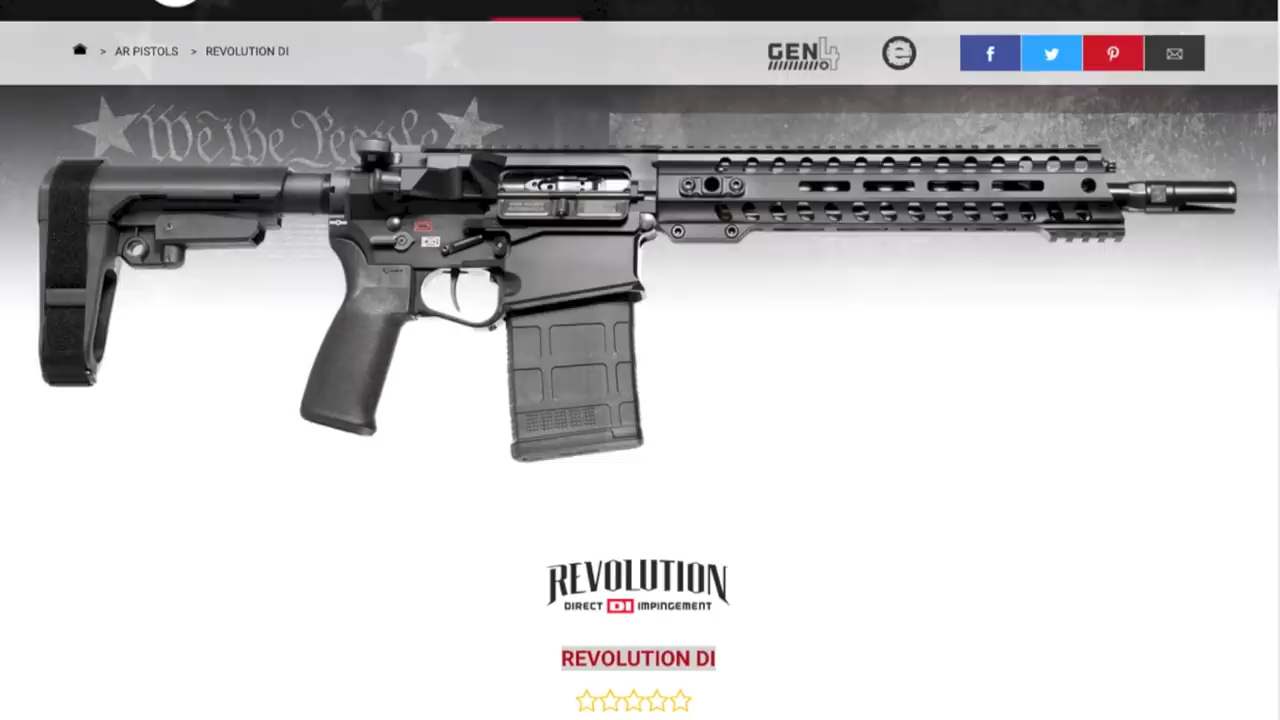 > AR PISTOLS > REVOLUTION DI
GEN4
e
f
We the People
REVOLUTION
DIRECT DI IMPINGEMENT
REVOLUTION DI